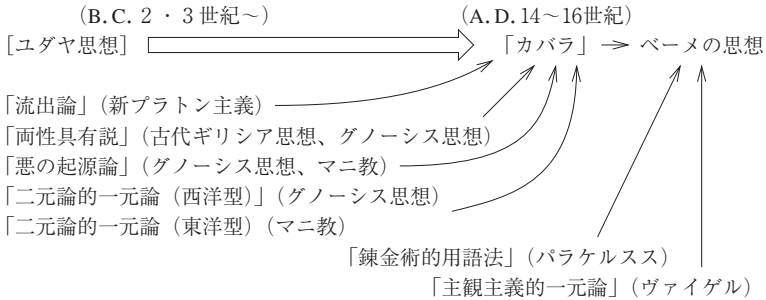 （B.C. 2・3世紀〜） （A.D. 14〜16世紀）
[ユダヤ思想] 「カバラ」 ベーメの思想
「流出論」（新プラトン主義）
「両性具有説」（古代ギリシア思想、グノーシス思想）
「悪の起源論」（グノーシス思想、マニ教）
「二元論的一元論（西洋型）」（グノーシス思想）
「二元論的一元論（東洋型）（マニ教）
「錬金術的用語法」（パラケルスス）
「主観主義的一元論」（ヴァイゲル）